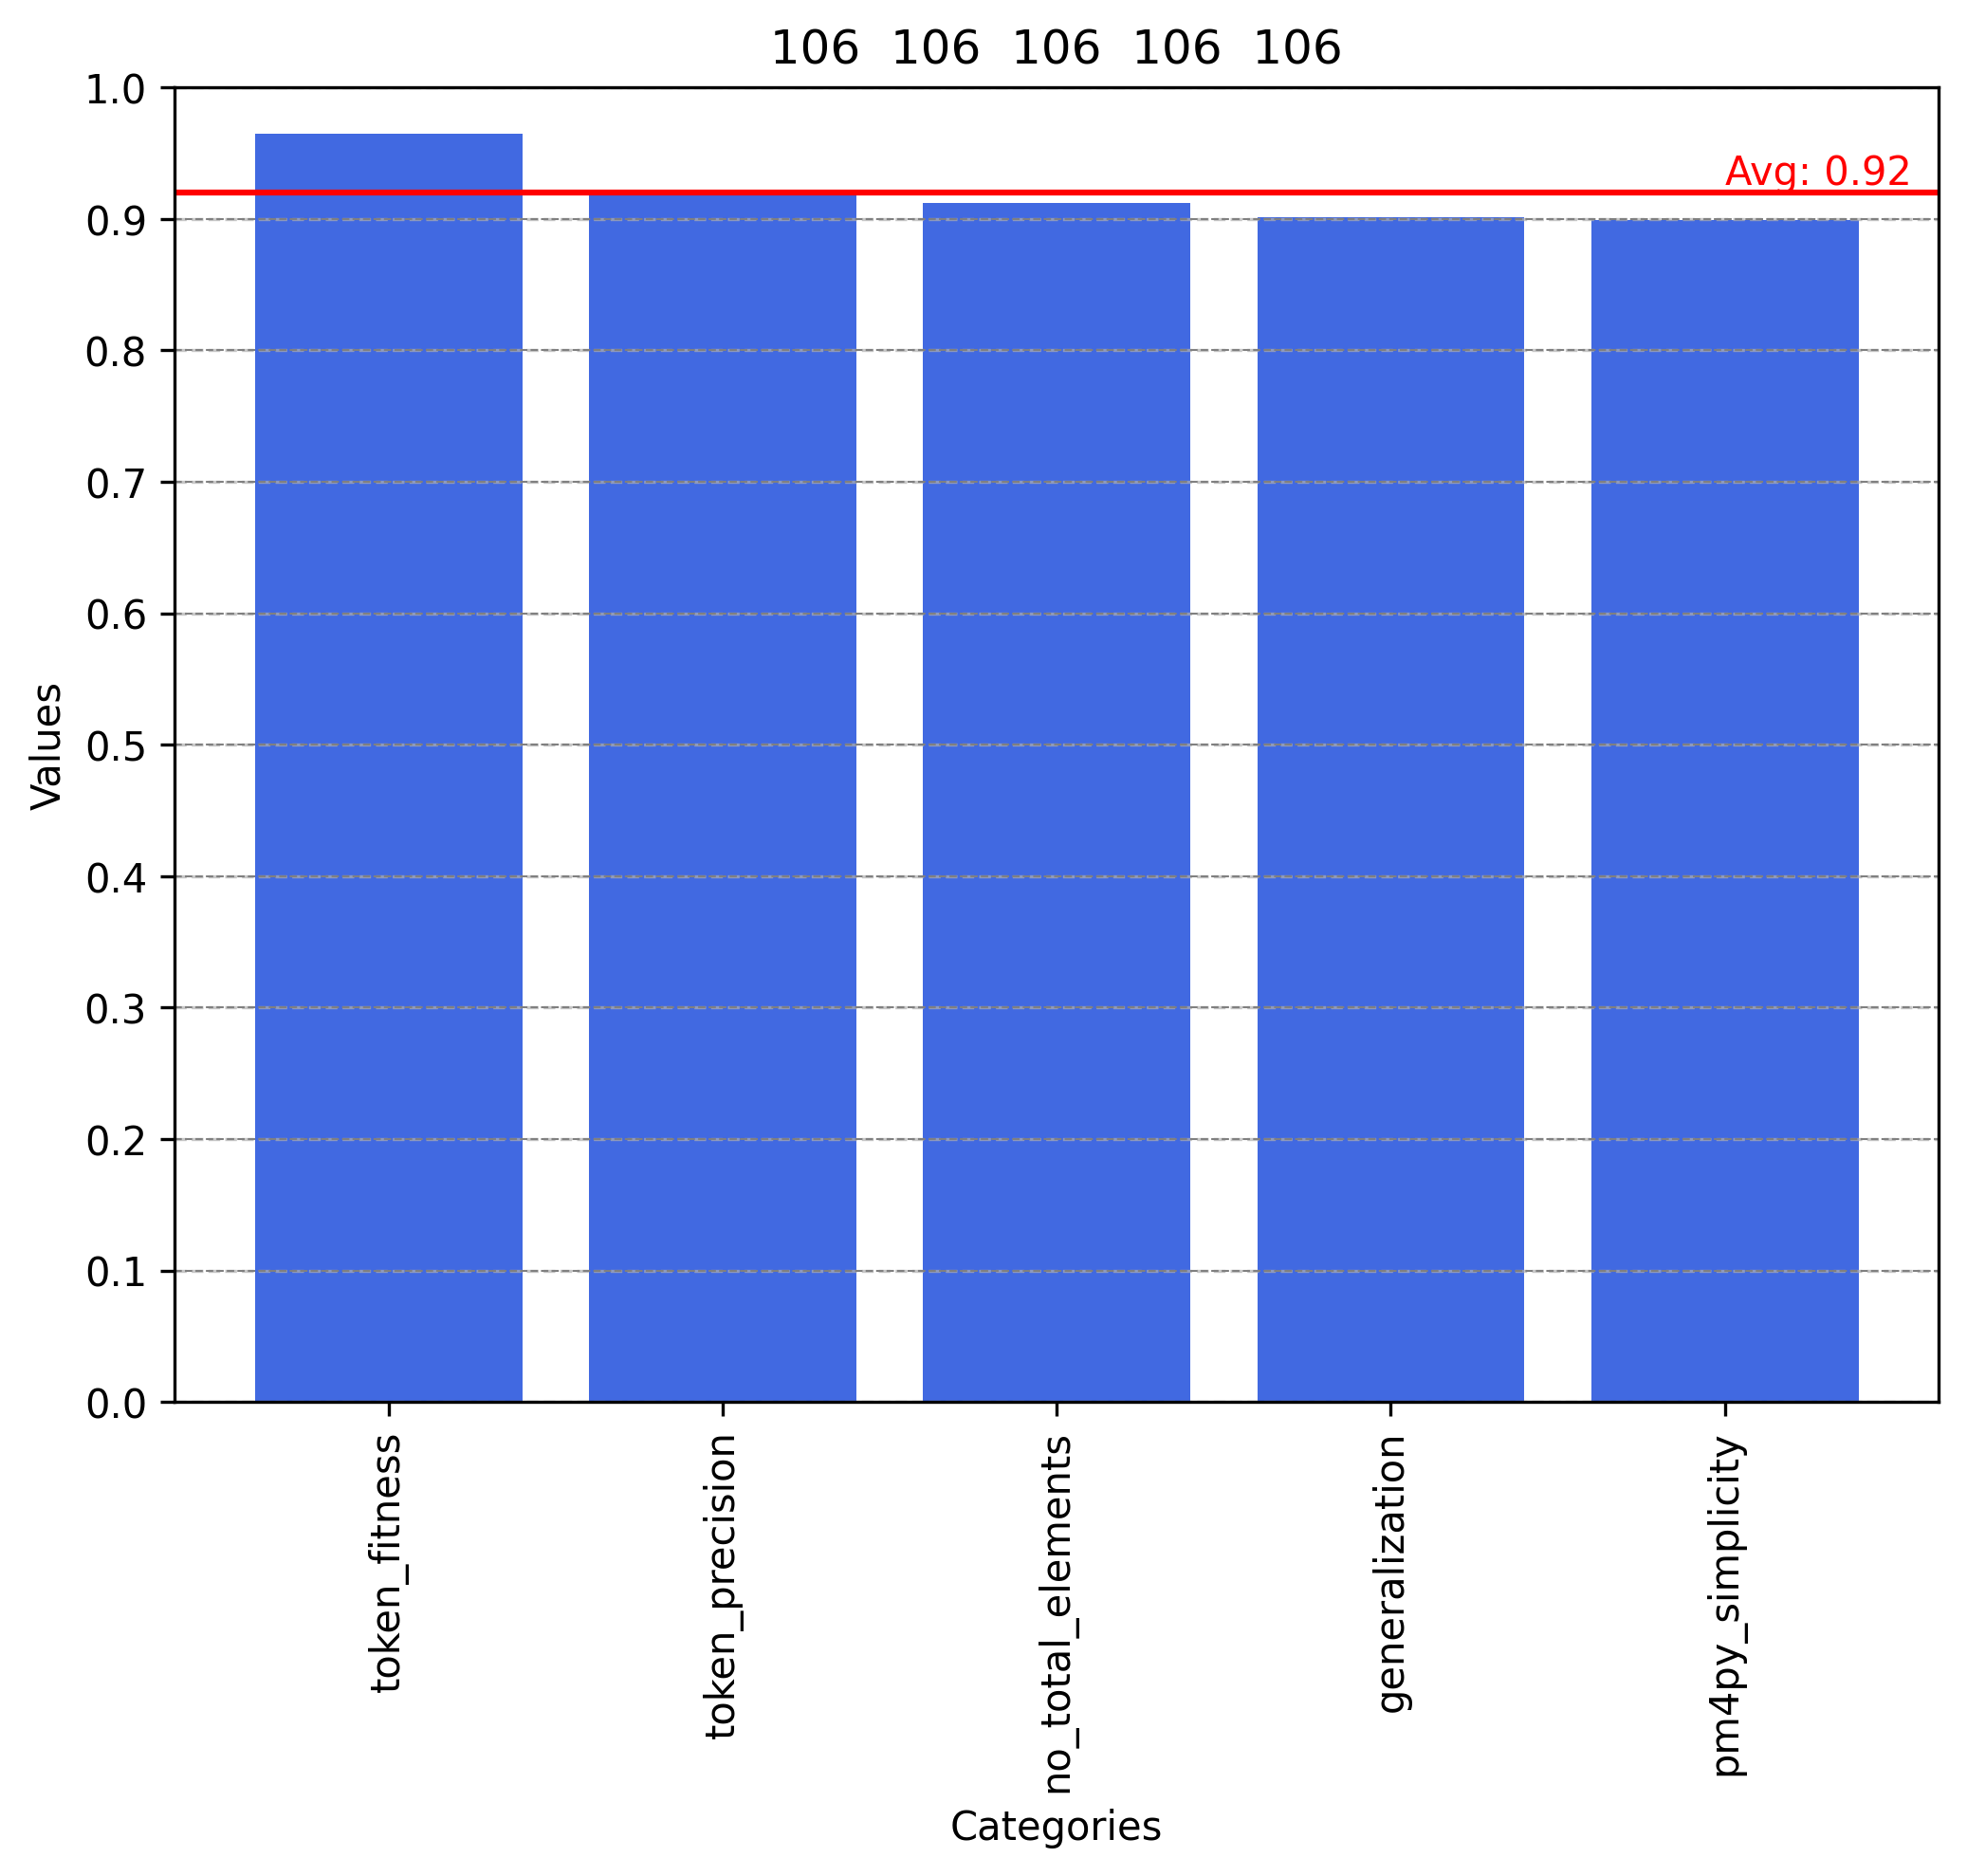 106 106 106 106 106
1.0
Avg: 0.92
0.9
0.8
0.7
0.6
0.5
0.4
0.3
0.2
0.1
0.0
Values
token_fitness
token_precision
no_total_elements
generalization
pm4py_simplicity
Categories